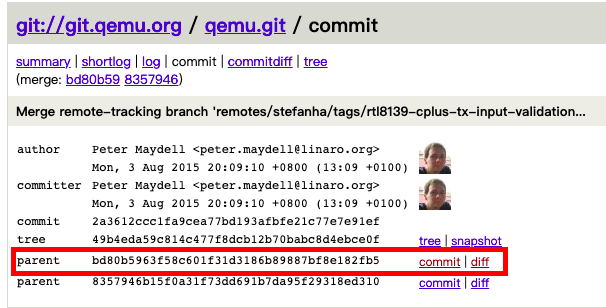 git://git.qemu.org / qemu.git / commit
summary | shortlog | log | commit | commitdiff | tree
(merge: bd80b59 8357946)
Merge remote-tracking branch 'remotes/stefanha/tags/rtl8139-cplus-tx-input-validation...
author Peter Maydell <peter.maydell@linaro.org>
Mon, 3 Aug 2015 20:09:10 +0800 (13:09 +0100)
committer Peter Maydell <peter.maydell@linaro.org>
Mon, 3 Aug 2015 20:09:10 +0800 (13:09 +0100)
commit 2a3612ccc1fa9cea77bd193afbfe21c77e7e91ef
tree 49b4eda59c814c477f8dcb12b70babc8d4ebce0f tree | snapshot
parent bd80b5963f58c601f31d3186b89887bf8e182fb5 commit | diff
parent 8357946b15f0a31f73dd691b7da95f29318ed310 commit | diff